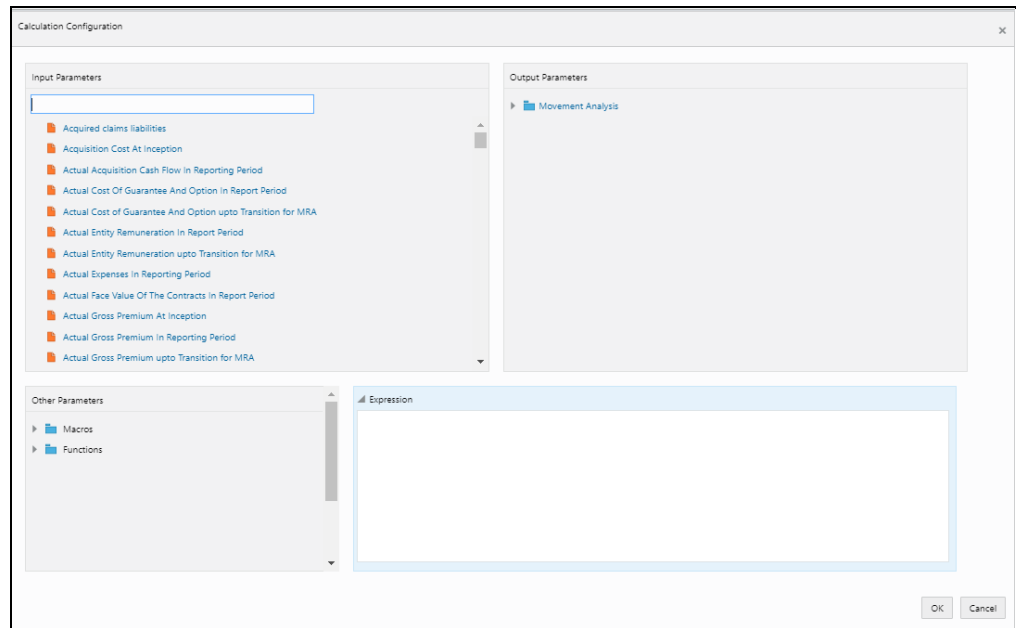 Calculation Configuration
×
Input Parameters
Acquired claims liabilities
Acquisition Cost At Inception
Actual Acquisition Cash Flow In Reporting Period
Actual Cost Of Guarantee And Option In Report Period
Actual Cost of Guarantee And Option upto Transition for MRA
Actual Entity Remuneration In Report Period
Actual Entity Remuneration upto Transition for MRA
Actual Expenses In Reporting Period
Actual Face Value Of The Contracts In Report Period
Actual Gross Premium At Inception
Actual Gross Premium In Reporting Period
Actual Gross Premium upto Transition for MRA
Output Parameters
Movement Analysis
Other Parameters
Macros
Functions
Expression
OK
Cancel